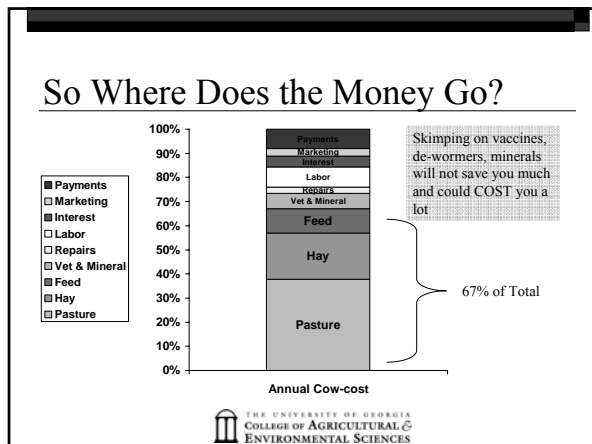 So Where Does the Money Go?
100%
90%
80%
70%
60%
50%
40%
30%
20%
10%
0%
Payments
Marketing
Interest
Labor
Repairs
Vet & Mineral
Feed
Hay
Pasture
Payments
Marketing
Interest
Labor
Repairs
Vet & Mineral
Feed
Hay
Pasture
Annual Cow-cost
Skimping on vaccines,
de-wormers, minerals
will not save you much
and could COST you a
lot
67% of Total
THE UNIVERSITY OF GEORGIA
COLLEGE OF AGRICULTURAL &
ENVIRONMENTAL SCIENCES